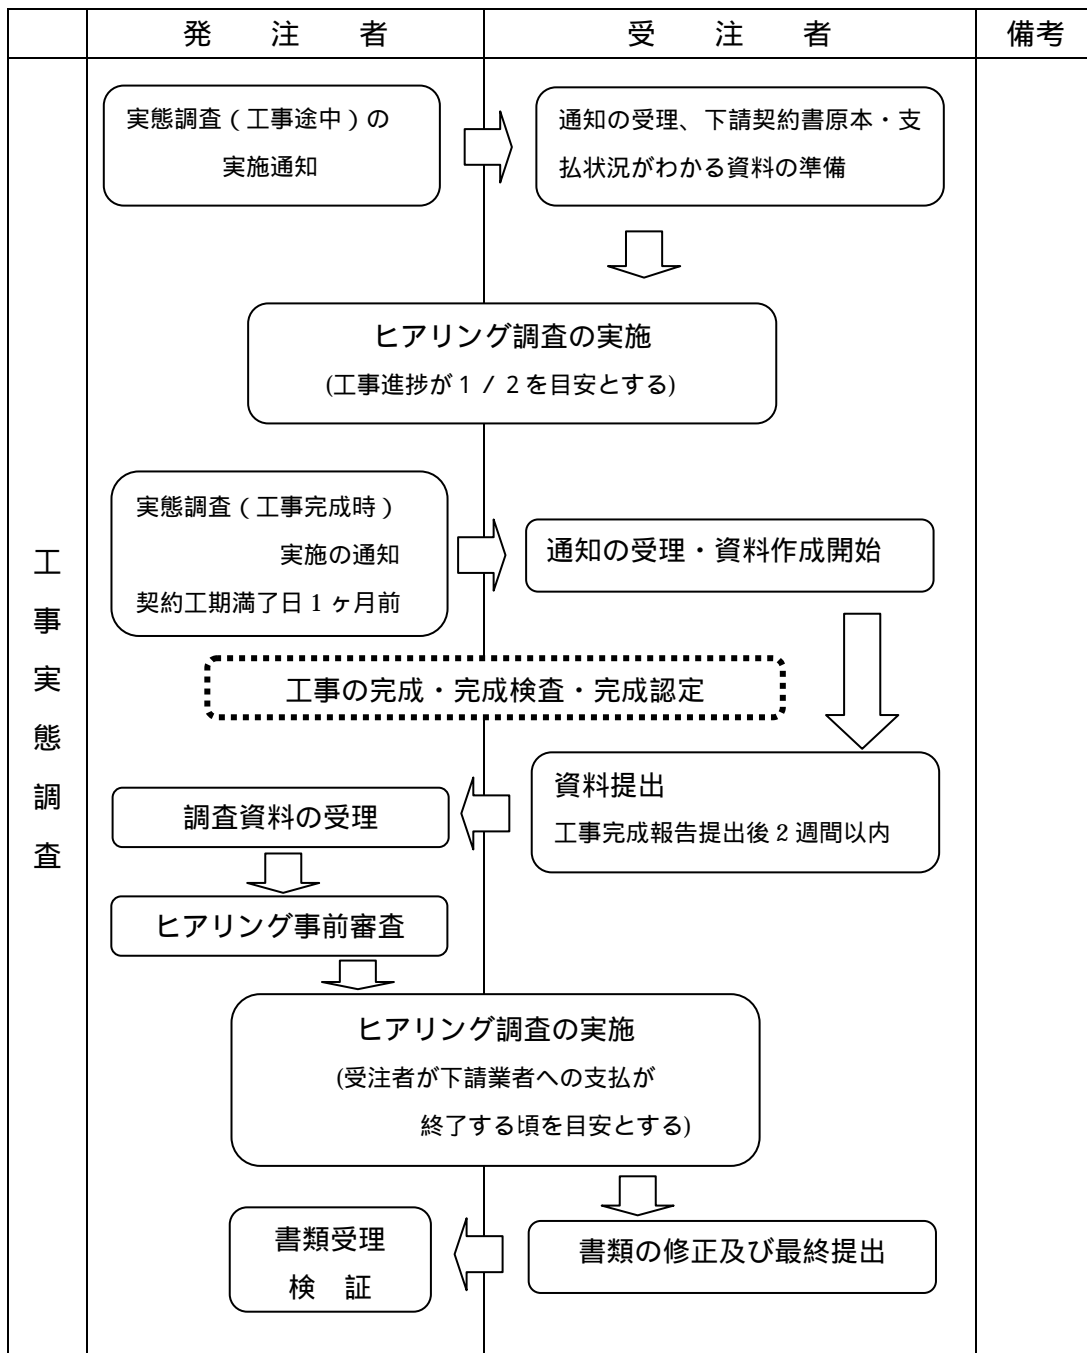 発 注 者
受 注 者
備考
工事実態調査
実態調査（工事途中）の
実施通知
通知の受理、下請契約書原本・支
払状況がわかる資料の準備
ヒアリング調査の実施
(工事進捗が１／２を目安とする)
実態調査（工事完成時）
実施の通知
契約工期満了日１ヶ月前
通知の受理・資料作成開始
工事の完成・完成検査・完成認定
資料提出
工事完成報告提出後２週間以内
調査資料の受理
ヒアリング事前審査
ヒアリング調査の実施
(受注者が下請業者への支払が
終了する頃を目安とする)
書類の修正及び最終提出
書類受理
検 証